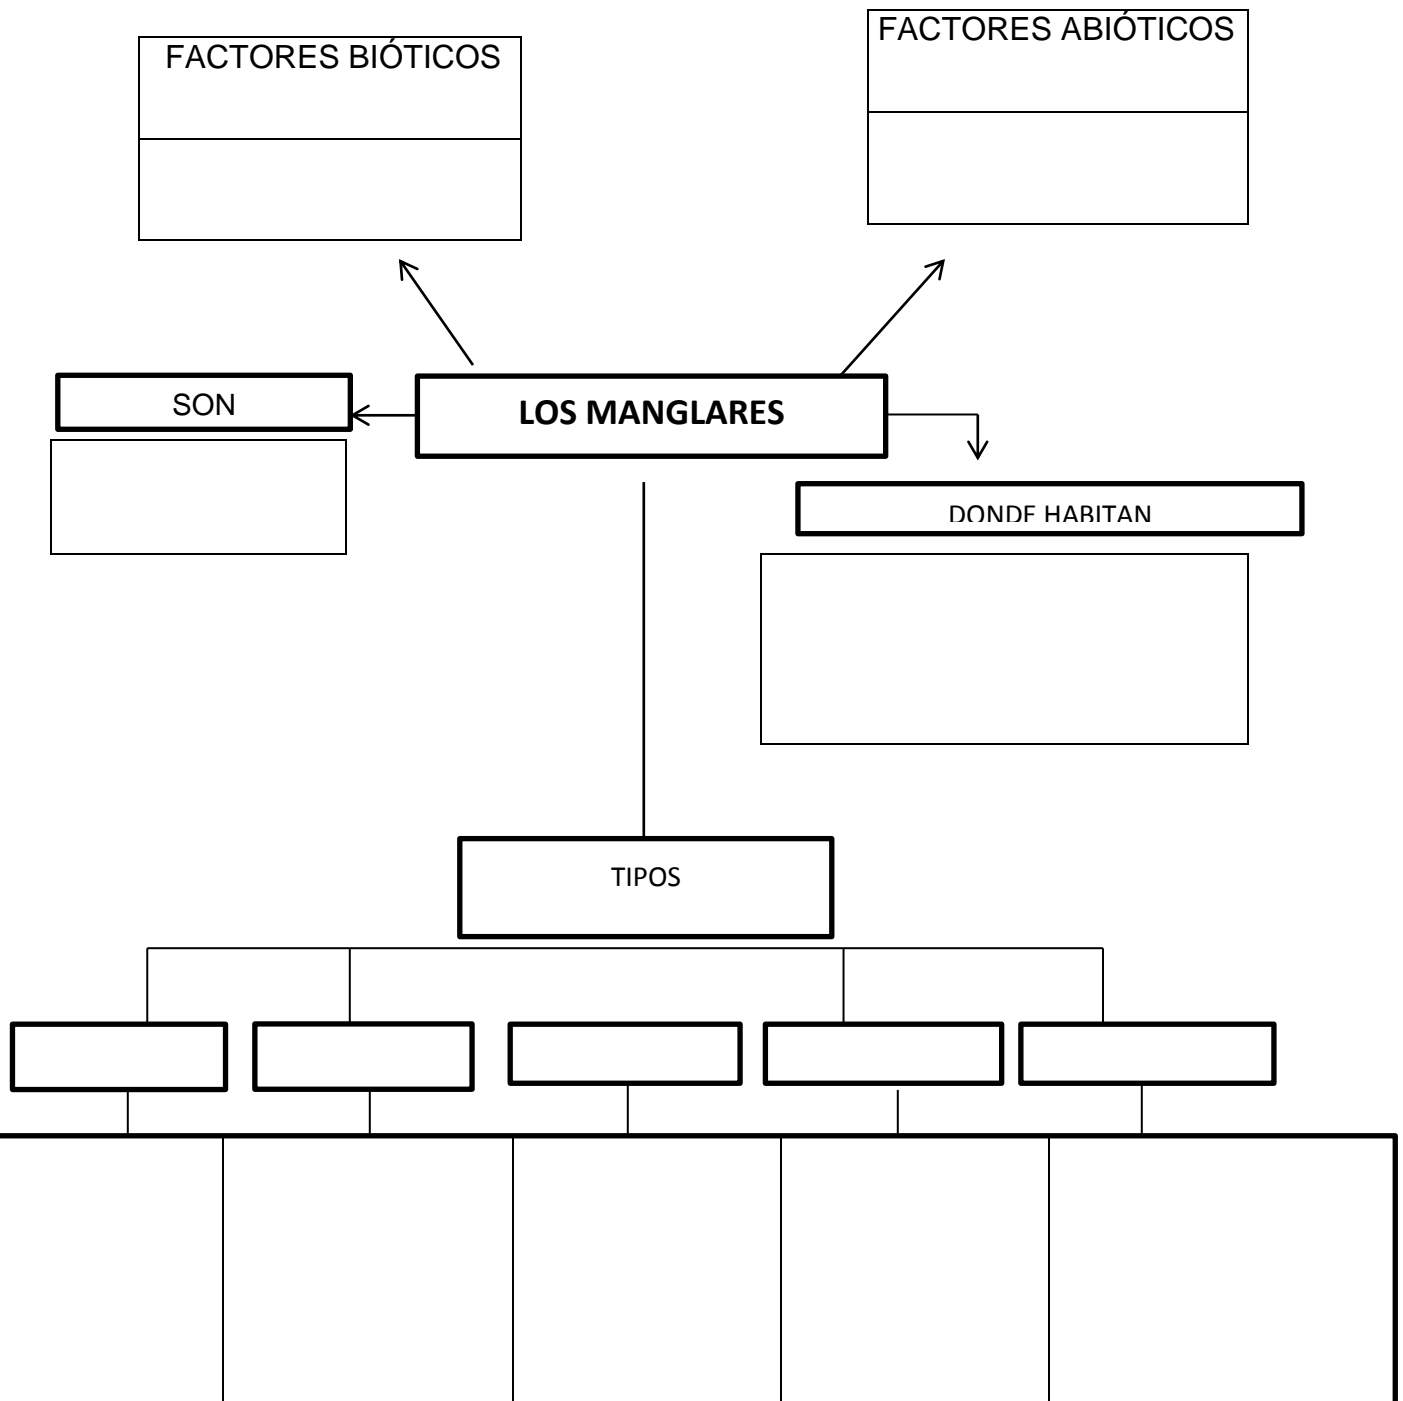 FACTORES BIÓTICOS
FACTORES ABIÓTICOS
SON
LOS MANGLARES
DONDE HABITAN
TIPOS